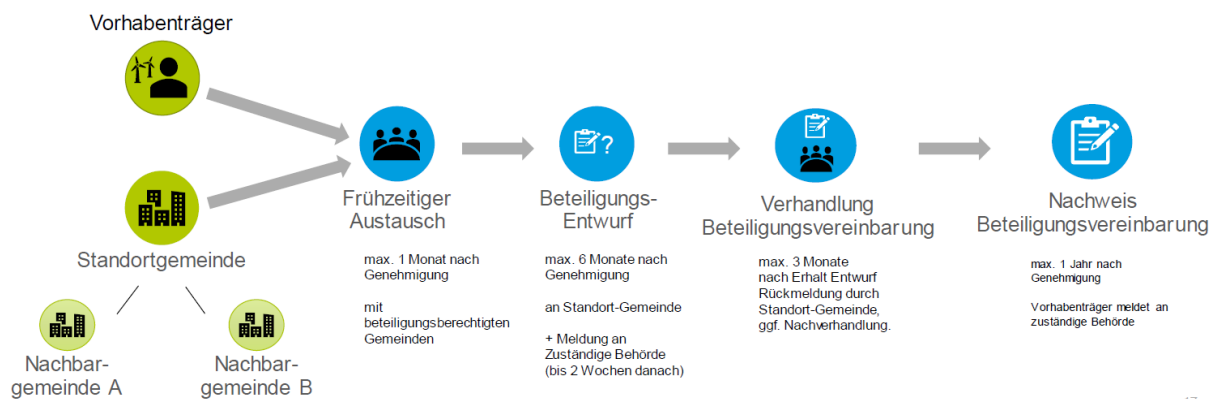 Vorhabenträger
Standortgemeinde
Nachbar-
gemeinde A
Nachbar-
gemeinde B
Frühzeitiger
Austausch
max. 1 Monat nach
Genehmigung
mit
beteiligungsberechtigten
Gemeinden
?
Beteiligungs-
Entwurf
max. 6 Monate nach
Genehmigung
an Standort-Gemeinde
+ Meldung an
Zuständige Behörde
(bis 2 Wochen danach)
Verhandlung
Beteiligungsvereinbarung
max. 3 Monate
nach Erhalt Entwurf
Rückmeldung durch
Standort-Gemeinde,
ggf. Nachverhandlung.
Nachweis
Beteiligungsvereinbarung
max. 1 Jahr nach
Genehmigung
Vorhabenträger meldet an
zuständige Behörde